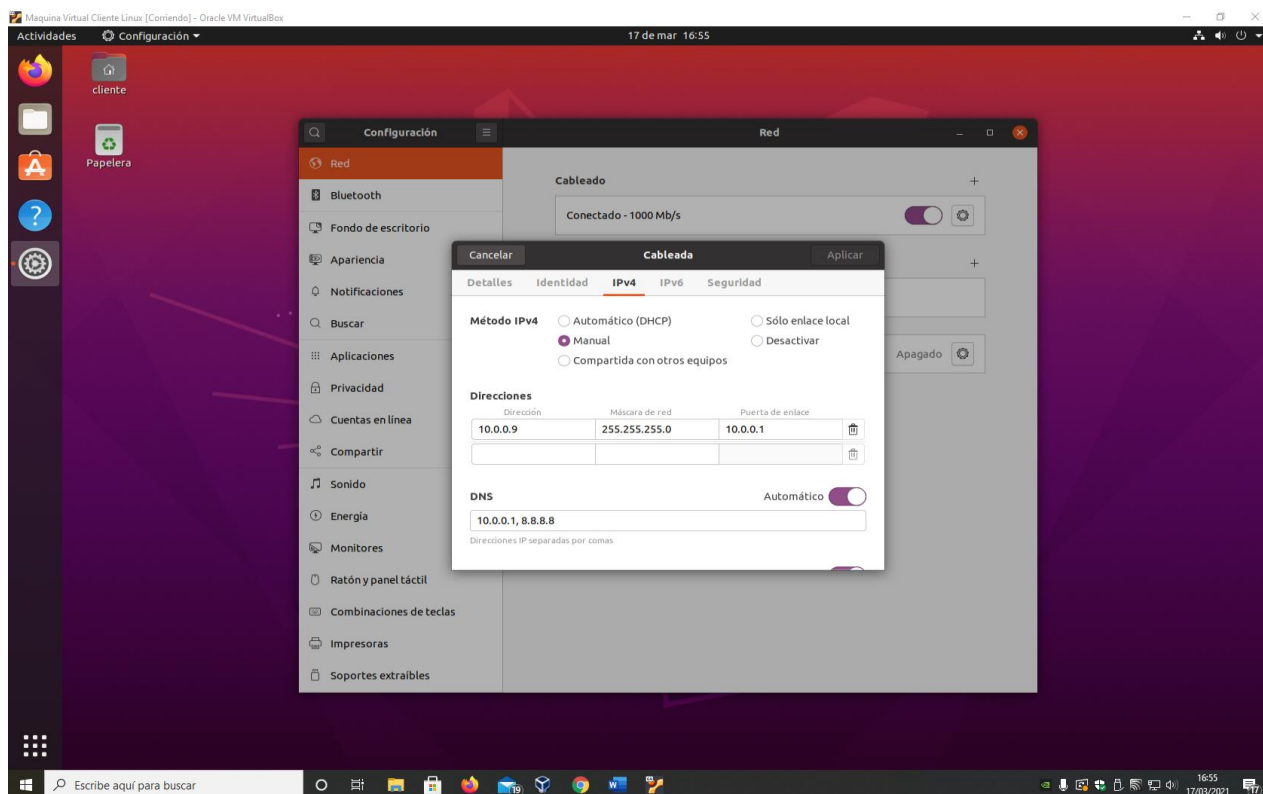 Maquina Virtual Cliente Linux [Corriendo] - Oracle VM VirtualBox
Actividades Configuración 17 de mar 16:55
cliente
Papelera
Configuración Red
Red
Bluetooth
Fondo de escritorio
Apariencia
Notificaciones
Buscar
Aplicaciones
Privacidad
Cuentas en línea
Compartir
Sonido
Energía
Monitores
Ratón y panel táctil
Combinaciones de teclas
Impresoras
Soportes extraíbles
Cableado +
Conectado - 1000 Mb/s
+
Apagado
Cancelar Cableada Aplicar
Detalles Identidad IPv4 IPv6 Seguridad
Método IPv4 Automático (DHCP) Sólo enlace local
Manual Desactivar
Compartida con otros equipos
Direcciones
Dirección Máscara de red Puerta de enlace
10.0.0.9 255.255.255.0 10.0.0.1
DNS Automático
10.0.0.1, 8.8.8.8
Direcciones IP separadas por comas
Escribe aquí para buscar
19
16:55
17/03/2021
17